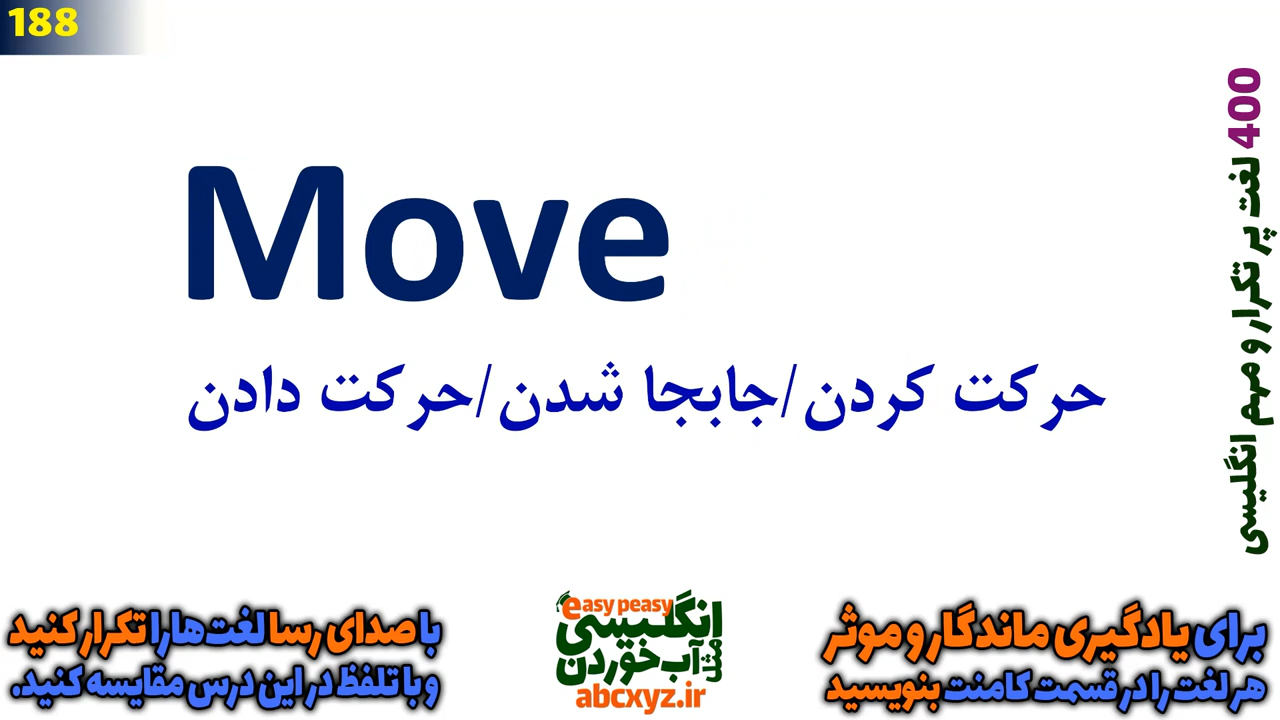 188
Move
حرکت کردن/جابجا شدن/حرکت دادن
400 لغت پر تکرار و مهم انگلیسی
برای یادگیری ماندگار و موثر
هر لغت را در قسمت کامنت بنویسید
easy peasy
انگلیسی
مثل آب خوردن
abcxyz.ir
با صدای رسا لغت‌ها را تکرار کنید
و با تلفظ در این درس مقایسه کنید.